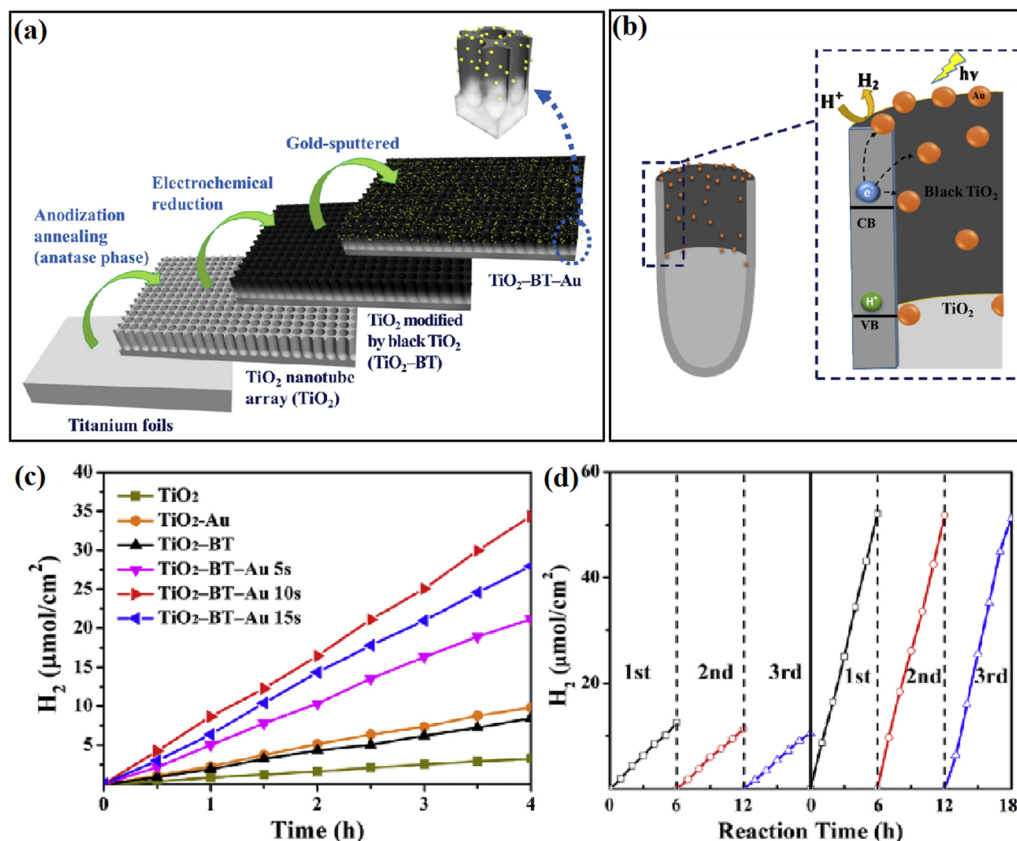 (a)
Gold-sputtered
Electrochemical
reduction
Anodization
annealing
(anatase phase)
TiO₂–BT–Au
TiO₂ modified
by black TiO₂
(TiO₂–BT)
TiO₂ nanotube
array (TiO₂)
Titanium foils
(b)
hγ
H₂
H⁺
Au
e⁻
Black TiO₂
CB
H⁺
VB
TiO₂
(c)
H₂ (μmol/cm²)
40
35
30
25
20
15
10
5
0
TiO₂
TiO₂-Au
TiO₂–BT
TiO₂–BT–Au 5s
TiO₂–BT–Au 10s
TiO₂–BT–Au 15s
0 1 2 3 4
Time (h)
(d)
H₂ (μmol/cm²)
60
40
20
1st 2nd 3rd 1st 2nd 3rd
0 6 12 0 6 12 18
Reaction Time (h)